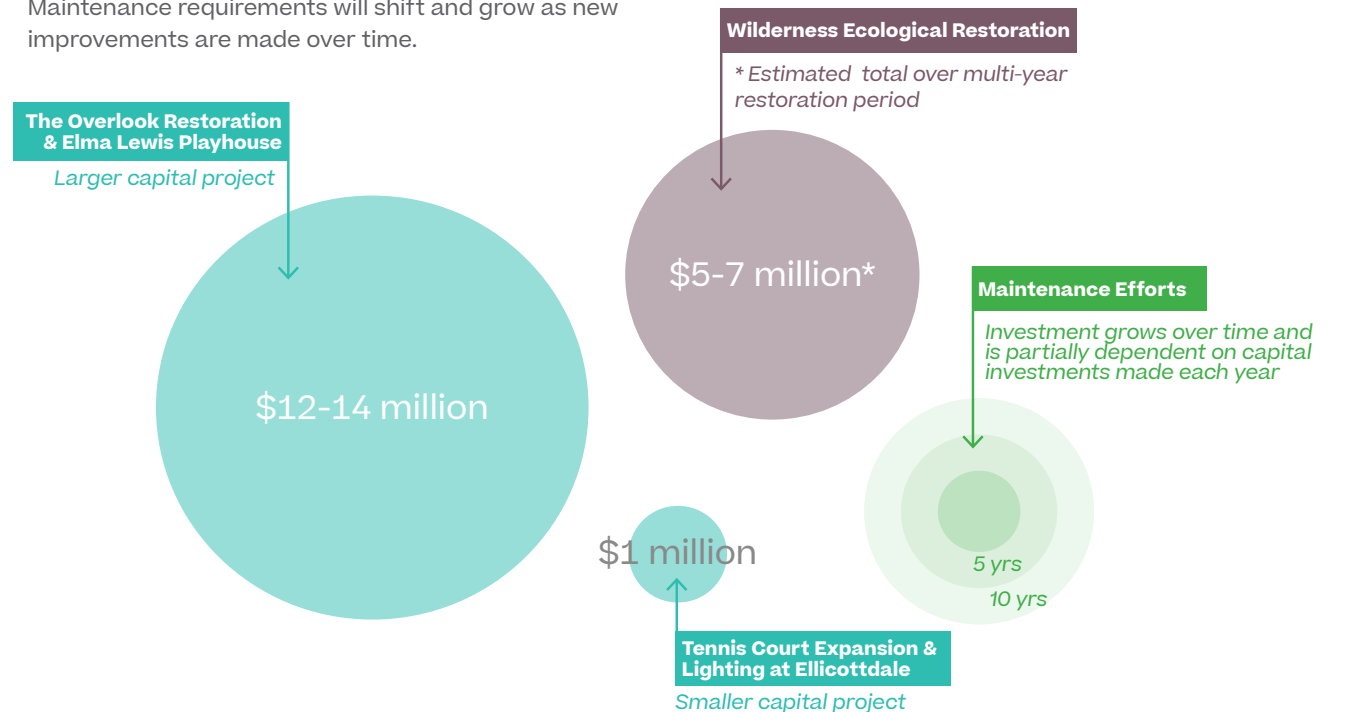 Maintenance requirements will shift and grow as new
improvements are made over time.
Wilderness Ecological Restoration
* Estimated total over multi-year
restoration period
The Overlook Restoration
& Elma Lewis Playhouse
Larger capital project
$5-7 million*
Maintenance Efforts
Investment grows over time and
is partially dependent on capital
investments made each year
$12-14 million
$1 million
5 yrs
10 yrs
Tennis Court Expansion &
Lighting at Ellicottdale
Smaller capital project